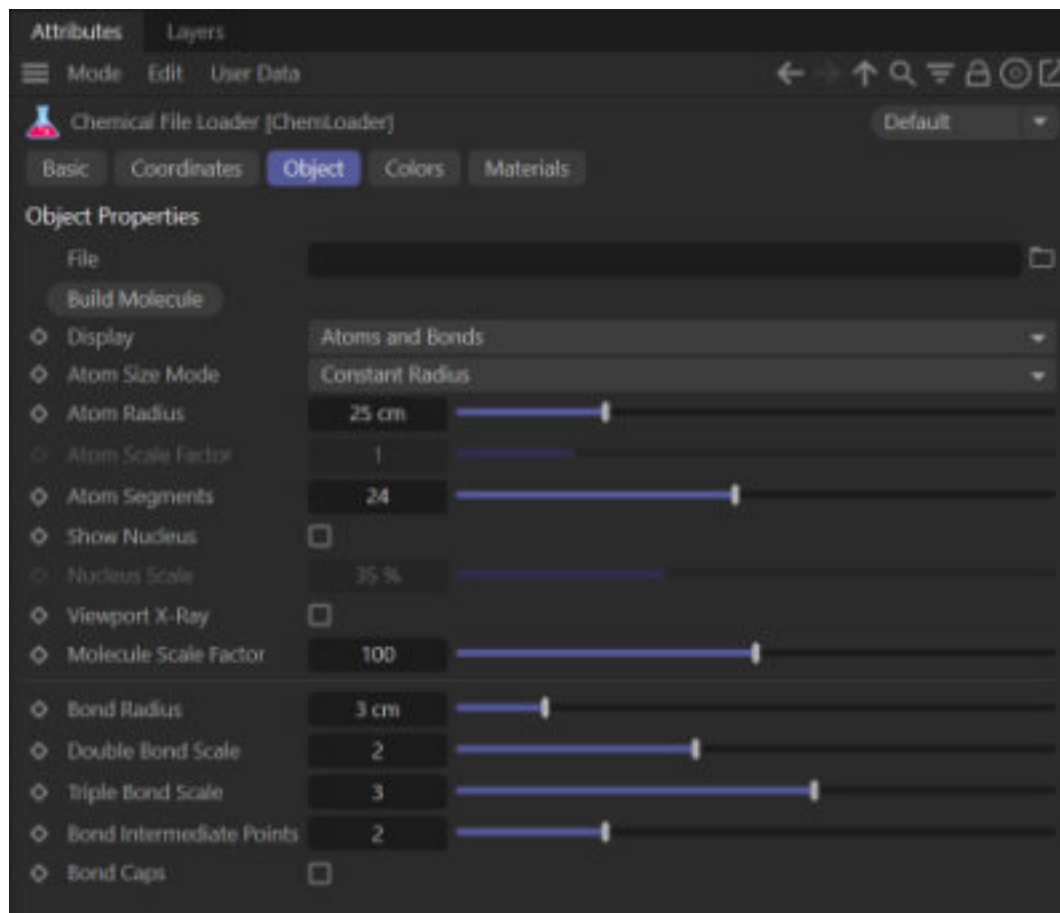 Attributes Layers
Mode Edit User Data
Chemical File Loader [ChemLoader] Default
Basic Coordinates Object Colors Materials
Object Properties
File
Build Molecule
Display Atoms and Bonds
Atom Size Mode Constant Radius
Atom Radius 25 cm
Atom Scale Factor 1
Atom Segments 24
Show Nucleus
Nucleus Scale 35 %
Viewport X-Ray
Molecule Scale Factor 100
Bond Radius 3 cm
Double Bond Scale 2
Triple Bond Scale 3
Bond Intermediate Points 2
Bond Caps